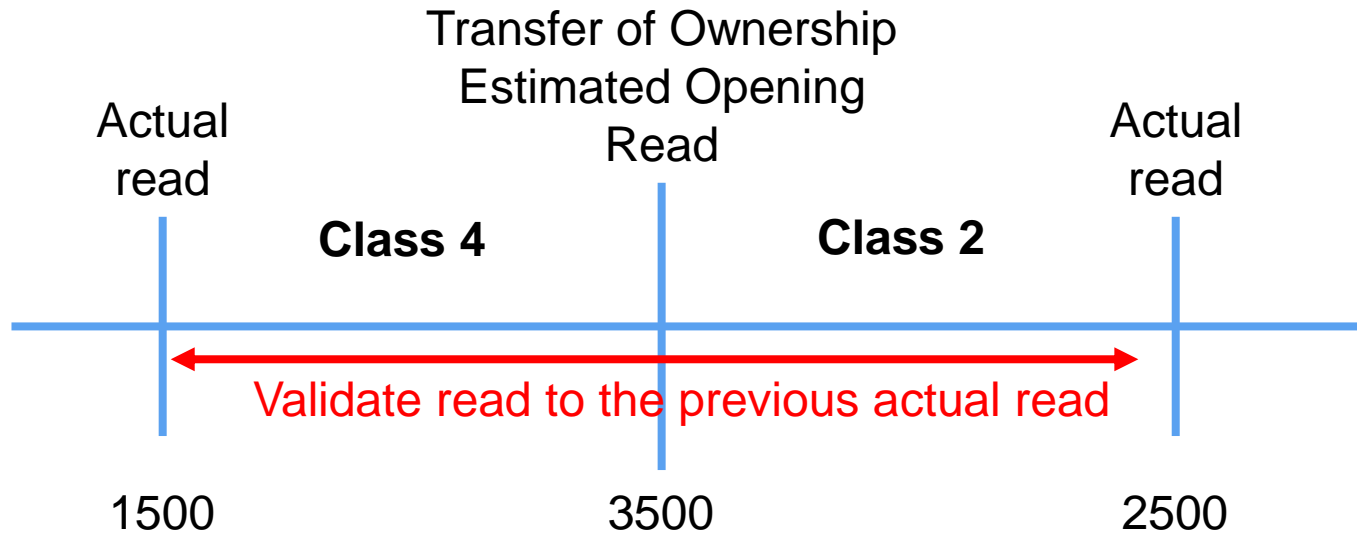 Transfer of Ownership
Estimated Opening
Read
Actual
read
Actual
read
Class 4
Class 2
Validate read to the previous actual read
1500
3500
2500